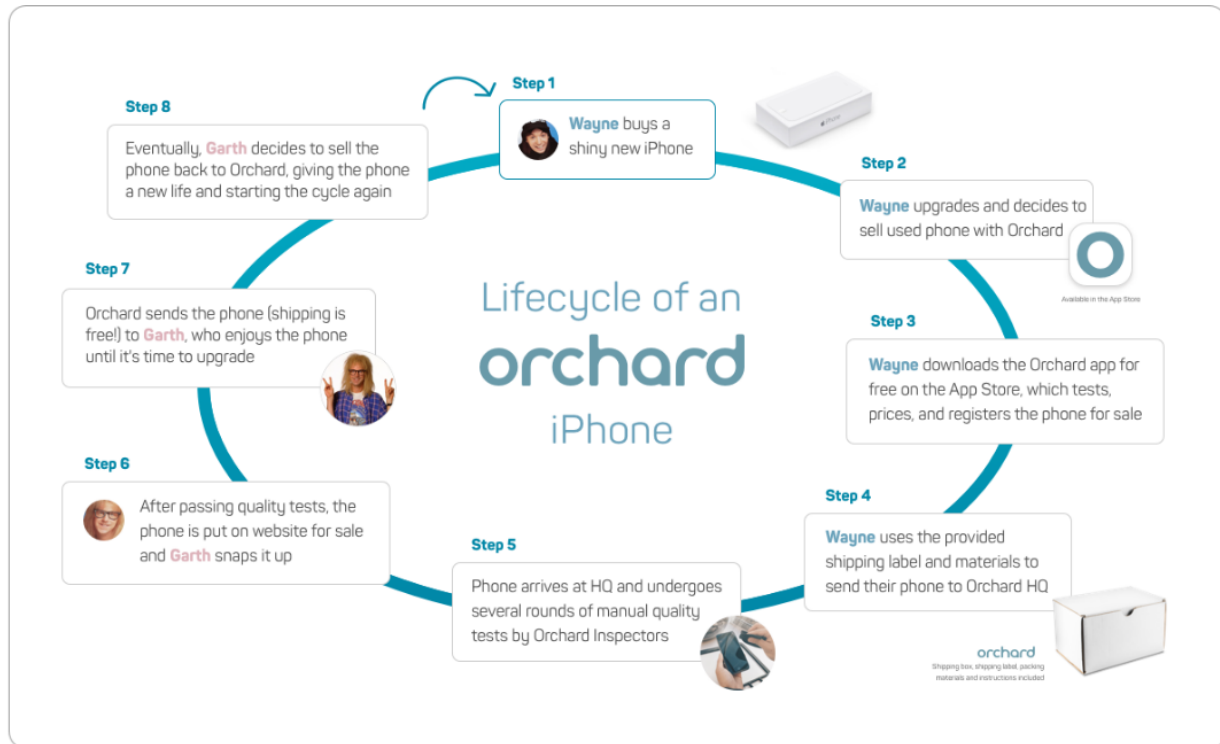 Step 1
Wayne buys a
shiny new iPhone
iPhone
Step 2
Wayne upgrades and decides to
sell used phone with Orchard
Available in the App Store
Step 3
Wayne downloads the Orchard app for
free on the App Store, which tests,
prices, and registers the phone for sale
Step 4
Wayne uses the provided
shipping label and materials to
send their phone to Orchard HQ
orchard
Shipping box, shipping label, packing
materials and instructions included
Step 5
Phone arrives at HQ and undergoes
several rounds of manual quality
tests by Orchard Inspectors
Step 6
After passing quality tests, the
phone is put on website for sale
and Garth snaps it up
Step 7
Orchard sends the phone (shipping is
free!) to Garth, who enjoys the phone
until it's time to upgrade
Step 8
Eventually, Garth decides to sell the
phone back to Orchard, giving the phone
a new life and starting the cycle again
Lifecycle of an
orchard
iPhone